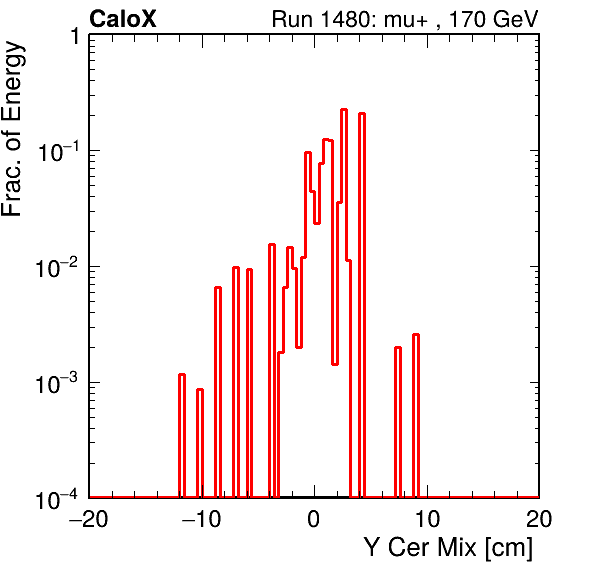 CaloX Run 1480: mu+ , 170 GeV
Frac. of Energy
1
10⁻¹
10⁻²
10⁻³
10⁻⁴
−20 −10 0 10 20
Y Cer Mix [cm]